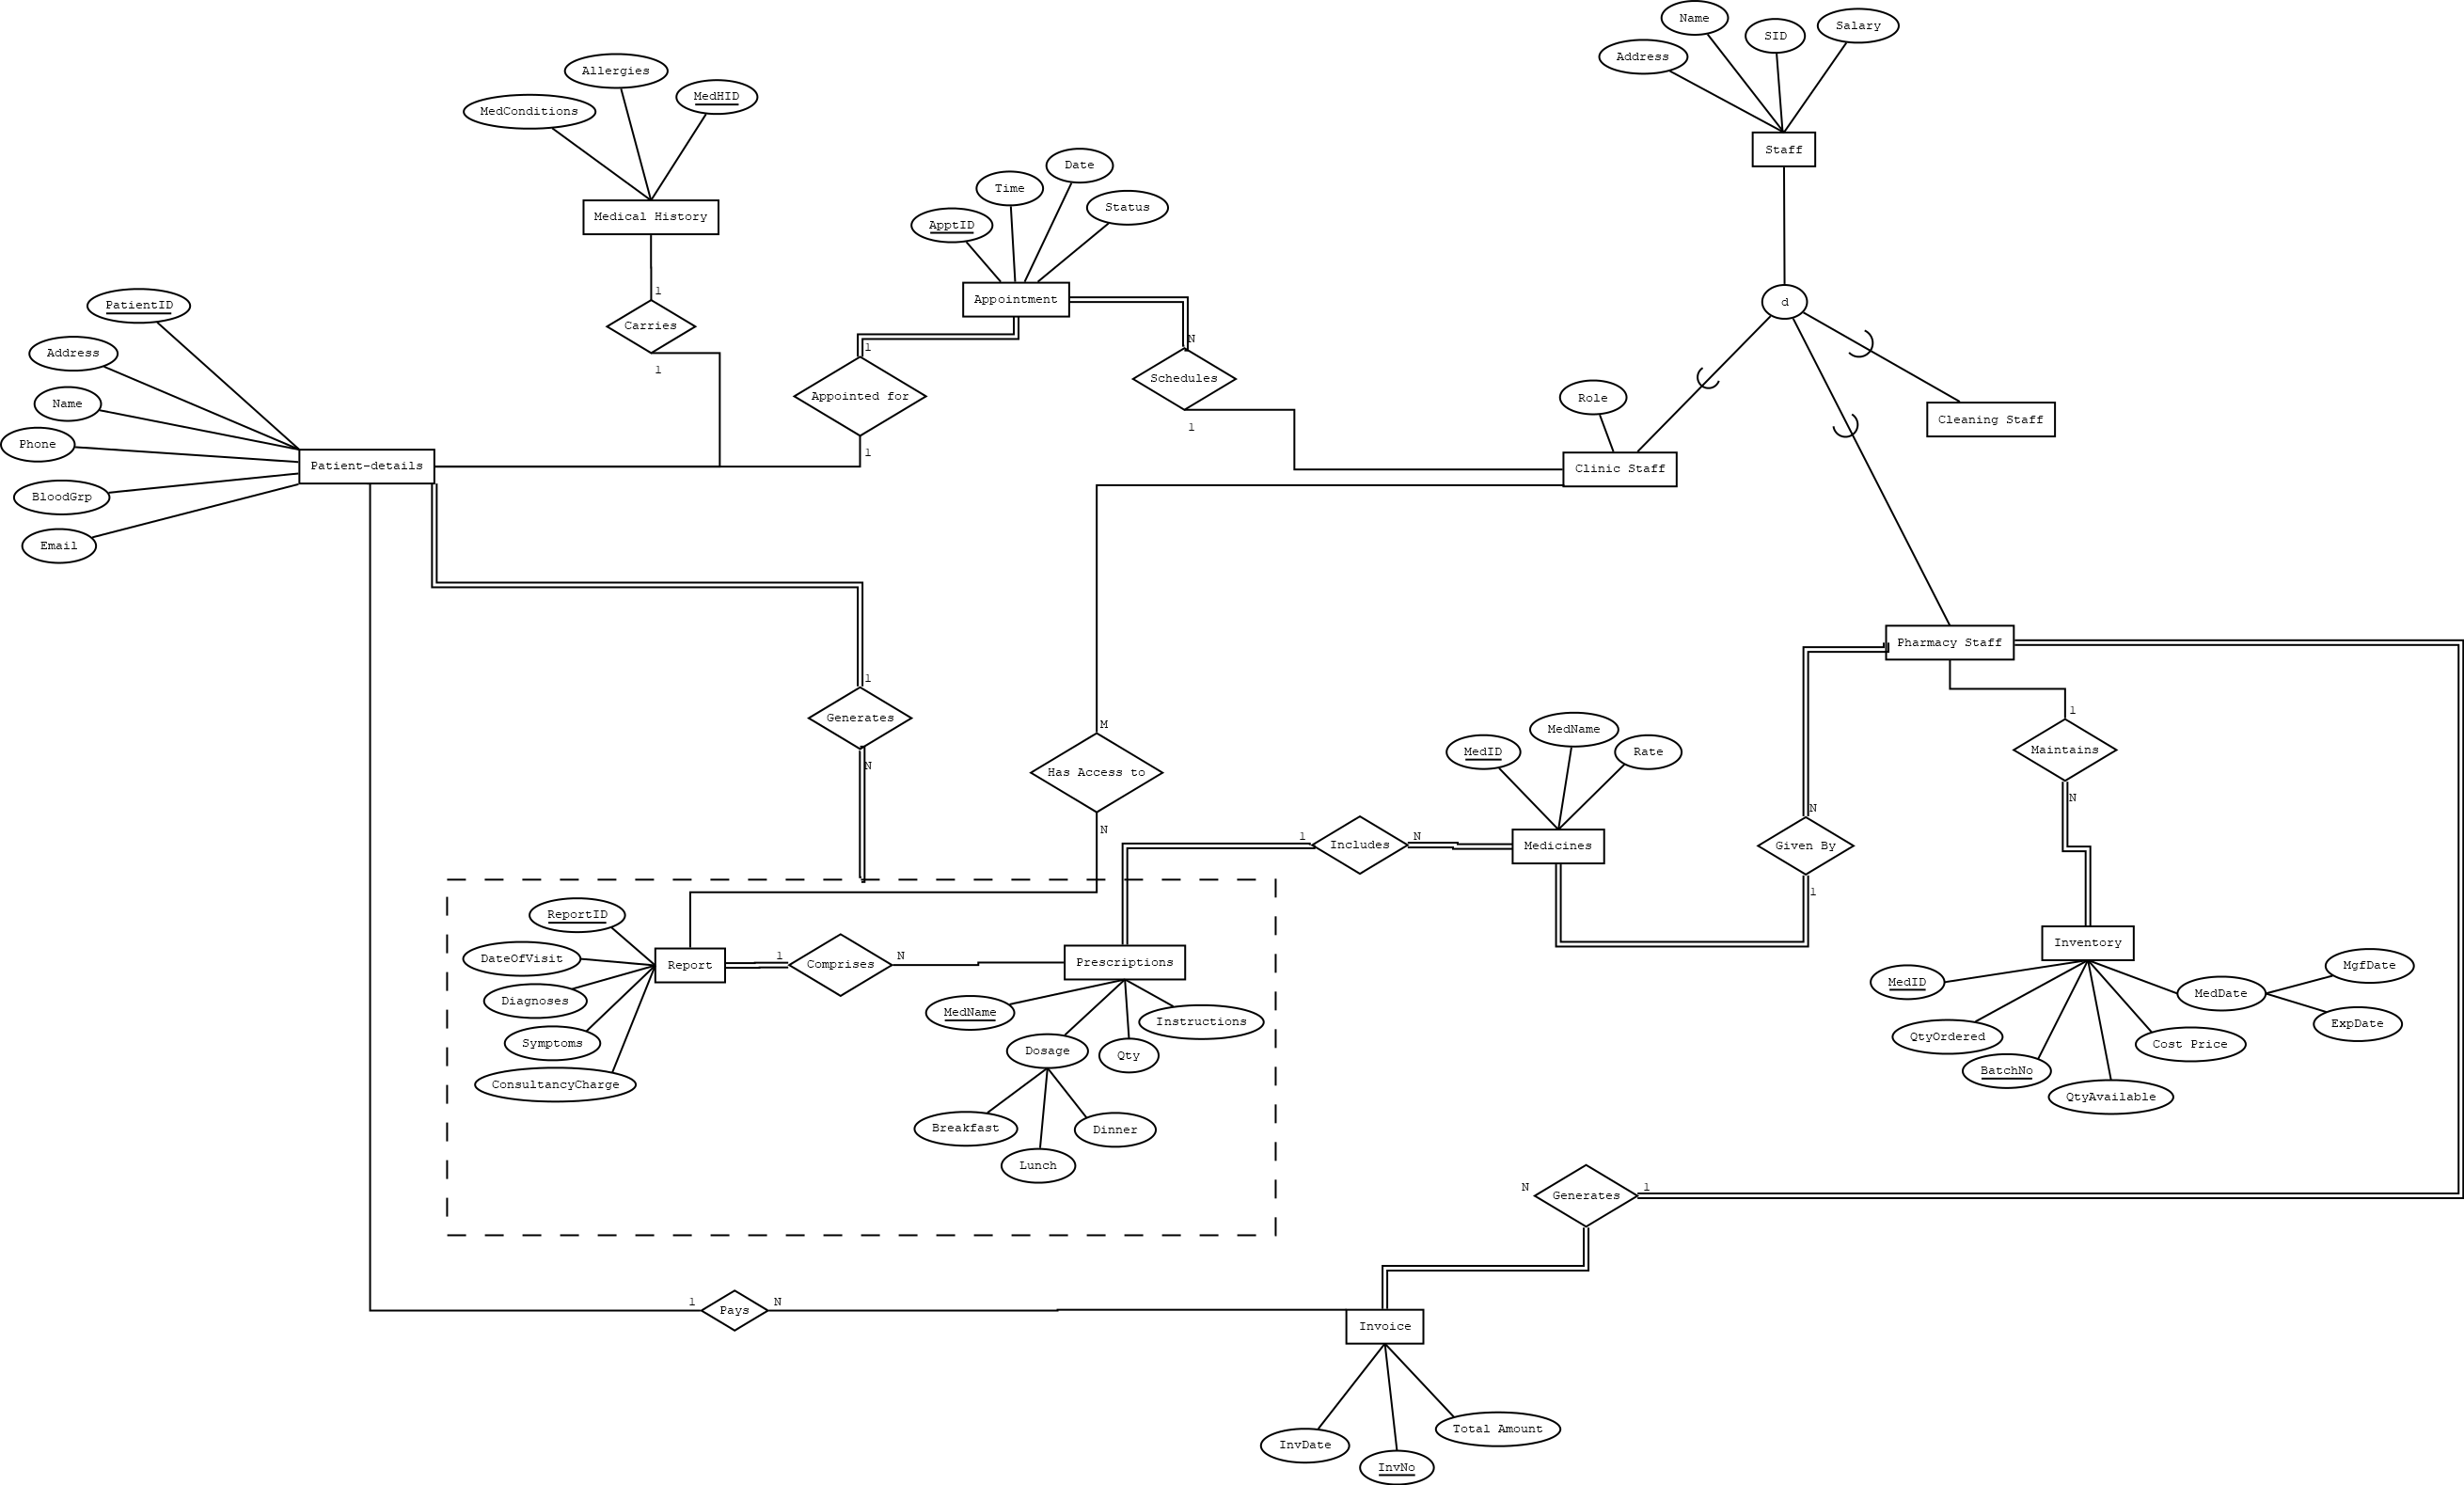 Name
Salary
SID
Address
Allergies
MedHID
MedConditions
Staff
Date
Time
Status
Medical History
ApptID
1
Appointment
d
PatientID
Carries
N
1
Address
1
Schedules
Appointed for
Role
Name
Cleaning Staff
1
Phone
1
Patient-details
Clinic Staff
BloodGrp
Email
Pharmacy Staff
1
1
Generates
M
MedName
N
Has Access to
MedID
Rate
Maintains
N
N
N
1
Includes
N
Medicines
Given By
1
ReportID
Inventory
DateOfVisit
1
Comprises
N
Report
Prescriptions
MgfDate
MedID
MedDate
Diagnoses
MedName
Instructions
ExpDate
Symptoms
Dosage
Qty
QtyOrdered
Cost Price
BatchNo
ConsultancyCharge
QtyAvailable
Breakfast
Dinner
Lunch
N
Generates
1
1
Pays
N
Invoice
Total Amount
InvDate
InvNo